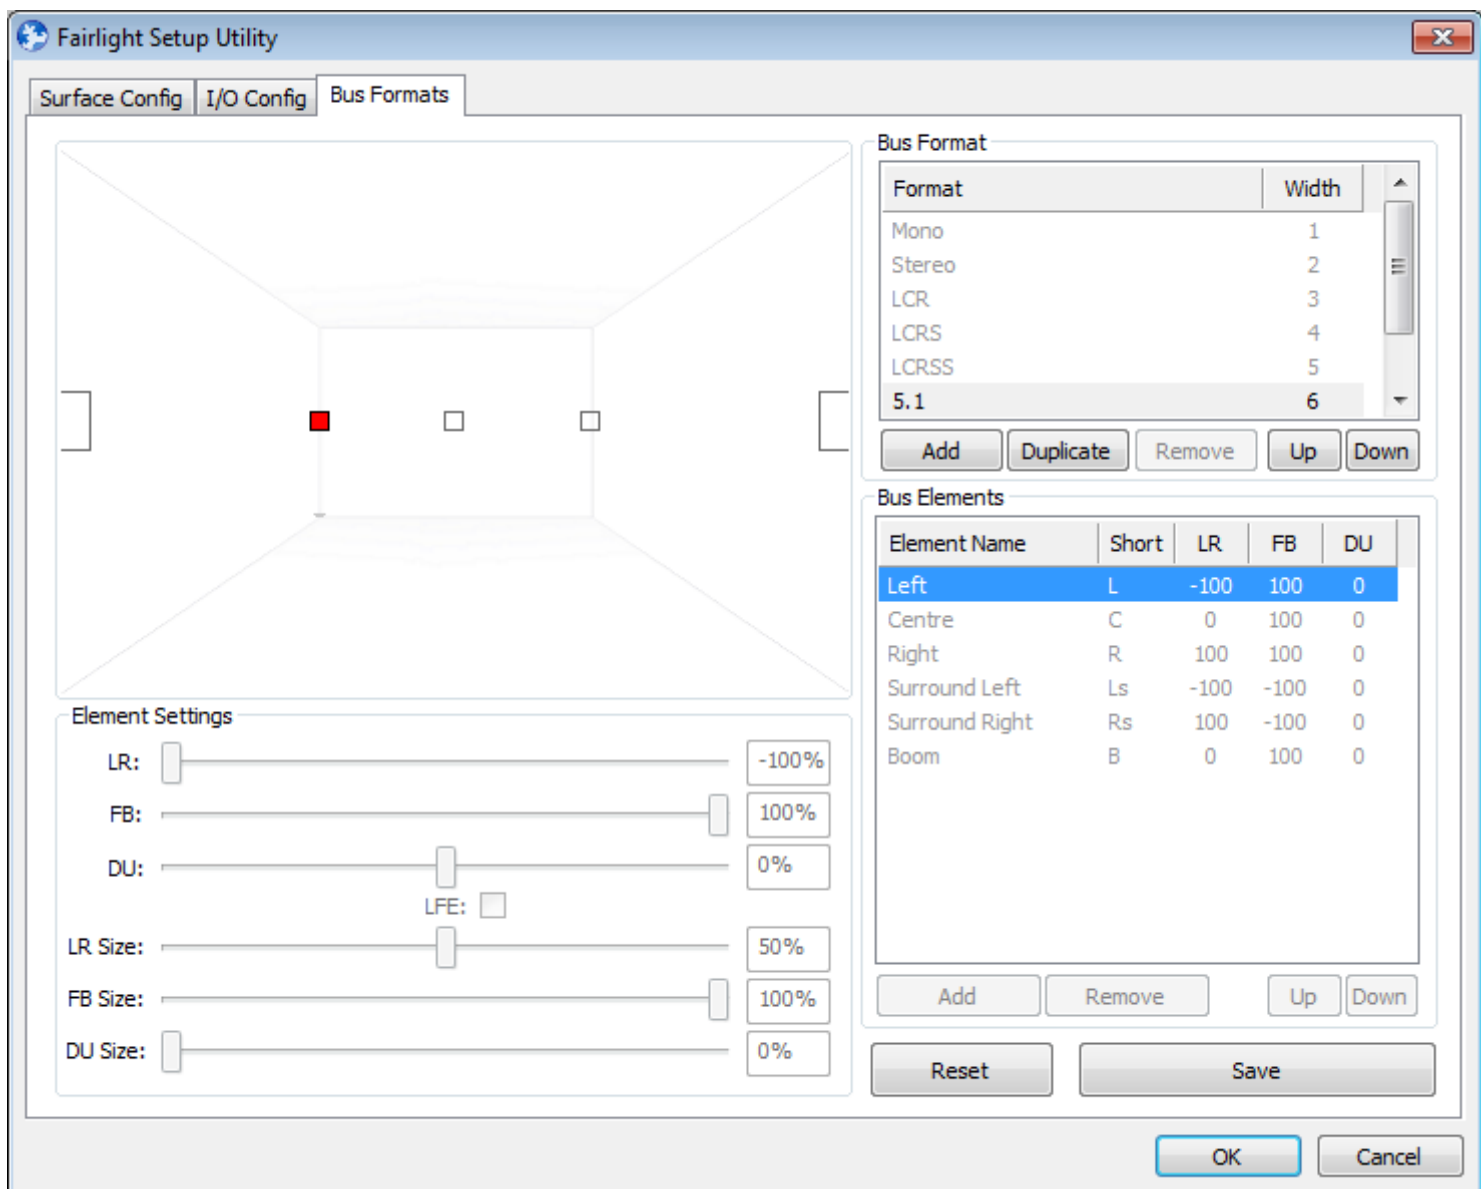 Fairlight Setup Utility
Surface Config I/O Config Bus Formats
Bus Format
Format Width
Mono 1
Stereo 2
LCR 3
LCRS 4
LCRSS 5
5.1 6
Add Duplicate Remove Up Down
Bus Elements
Element Name Short LR FB DU
Left L -100 100 0
Centre C 0 100 0
Right R 100 100 0
Surround Left Ls -100 -100 0
Surround Right Rs 100 -100 0
Boom B 0 100 0
Add Remove Up Down
Element Settings
LR: -100%
FB: 100%
DU: 0%
LFE:
LR Size: 50%
FB Size: 100%
DU Size: 0%
Reset Save
OK Cancel